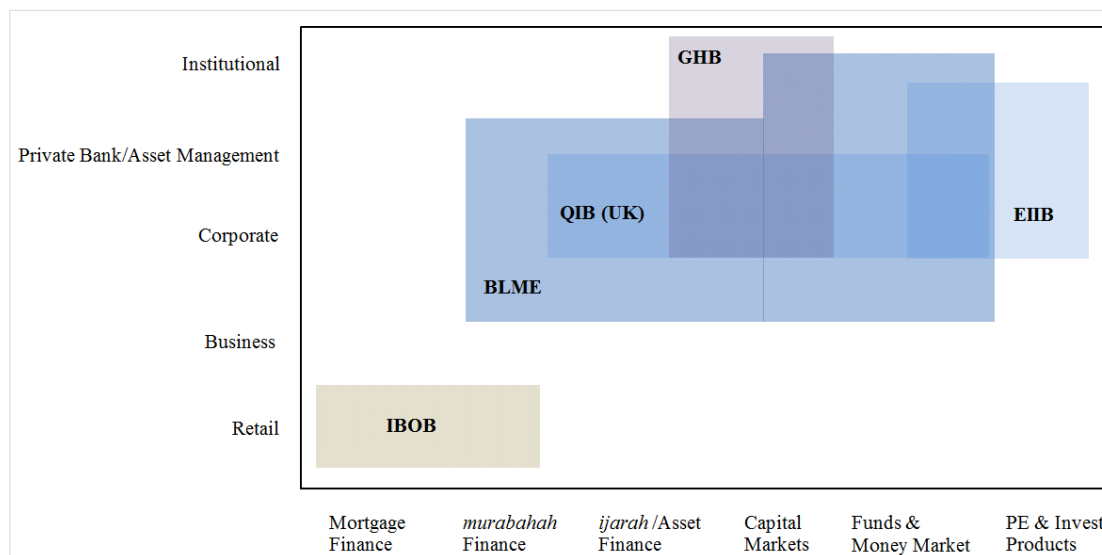 Institutional
GHB
Private Bank/Asset Management
QIB (UK)
EIIB
Corporate
BLME
Business
IBOB
Retail
Mortgage
Finance
murabahah
Finance
ijarah /Asset
Finance
Capital
Markets
Funds &
Money Market
PE & Invest
Products